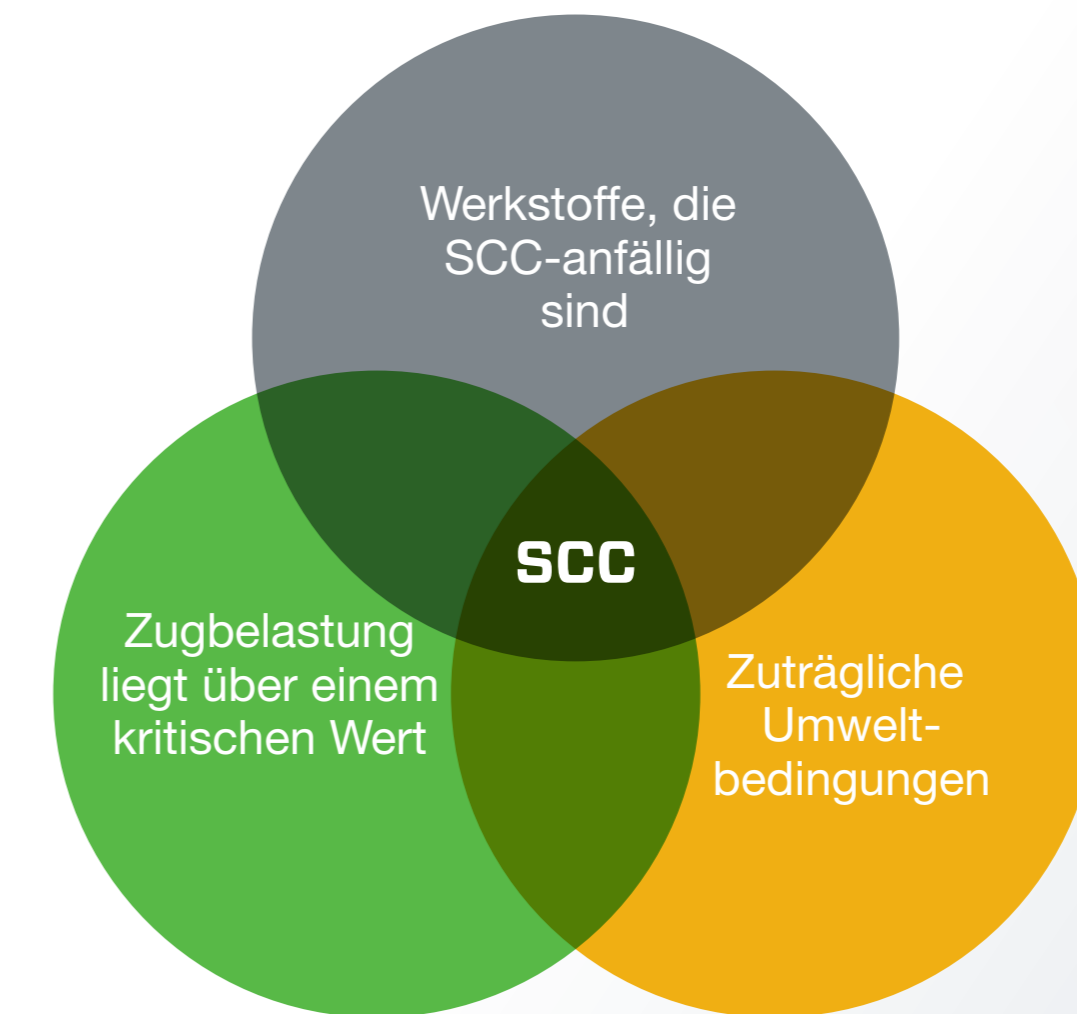 Werkstoffe, die
SCC-anfällig
sind
SCC
Zugbelastung
liegt über einem
kritischen Wert
Zuträgliche
Umwelt-
bedingungen